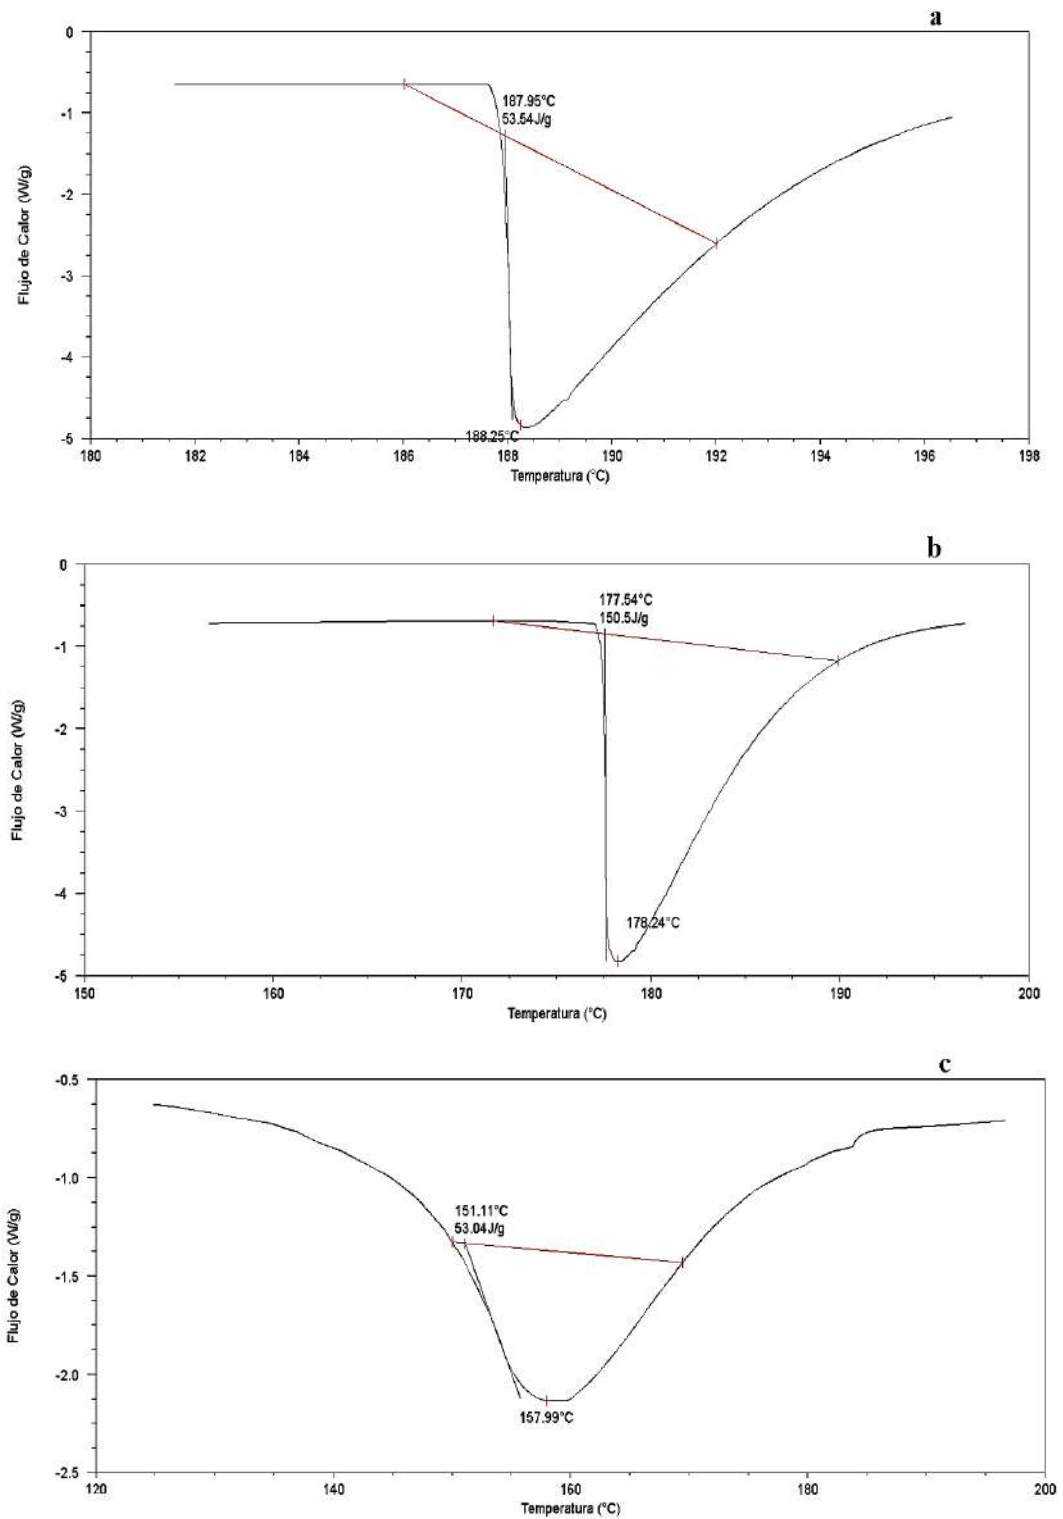 a
0
-1
-2
-3
-4
-5
Flujo de Calor (W/g)
187.95°C
53.54J/g
188.25°C
180 182 184 186 188 190 192 194 196 198
Temperatura (°C)
b
0
-1
-2
-3
-4
-5
Flujo de Calor (W/g)
177.54°C
150.5J/g
178.24°C
150 160 170 180 190 200
Temperatura (°C)
c
-0.5
-1.0
-1.5
-2.0
-2.5
Flujo de Calor (W/g)
151.11°C
53.04J/g
157.99°C
120 140 160 180 200
Temperatura (°C)